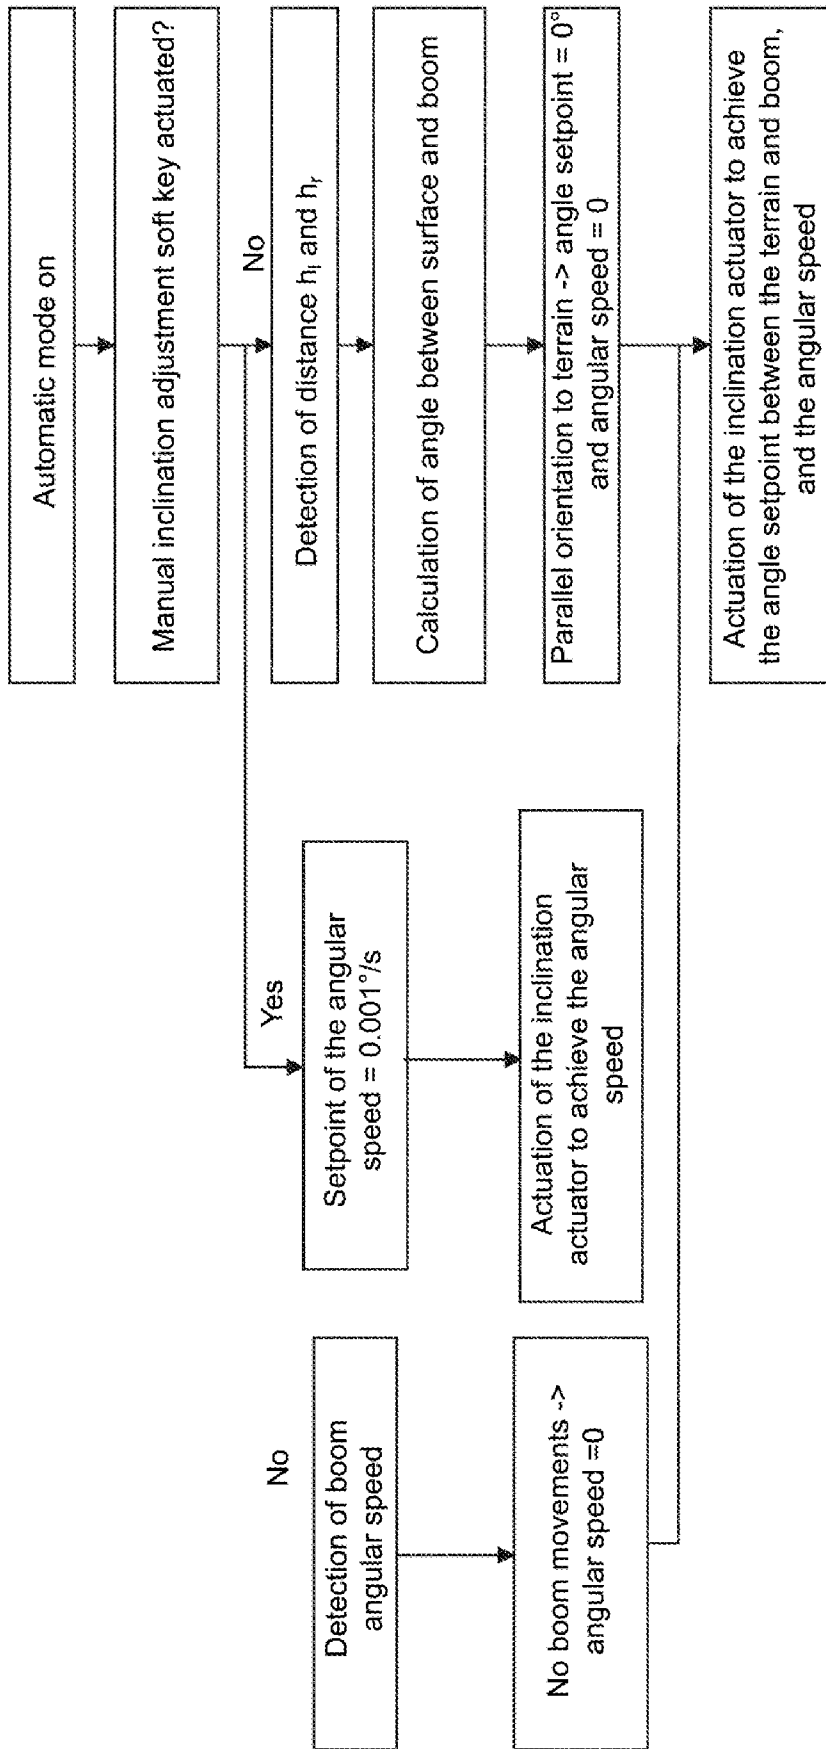 Automatic mode on
Manual inclination adjustment soft key actuated?
No
Detection of distance hₗ and hᵣ
Calculation of angle between surface and boom
Parallel orientation to terrain -> angle setpoint = 0°
and angular speed = 0
Actuation of the inclination actuator to achieve
the angle setpoint between the terrain and boom,
and the angular speed
Yes
Setpoint of the angular
speed = 0.001°/s
Actuation of the inclination
actuator to achieve the angular
speed
No
Detection of boom
angular speed
No boom movements ->
angular speed =0